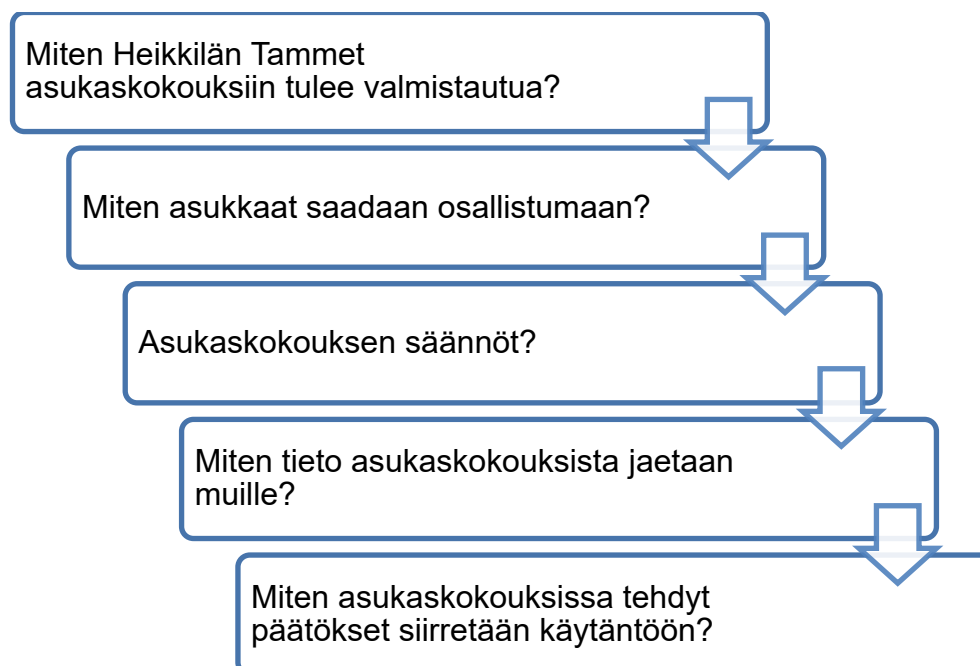 Miten Heikkilän Tammet
asukaskokouksiin tulee valmistautua?
Miten asukkaat saadaan osallistumaan?
Asukaskokouksen säännöt?
Miten tieto asukaskokouksista jaetaan
muille?
Miten asukaskokouksissa tehdyt
päätökset siirretään käytäntöön?